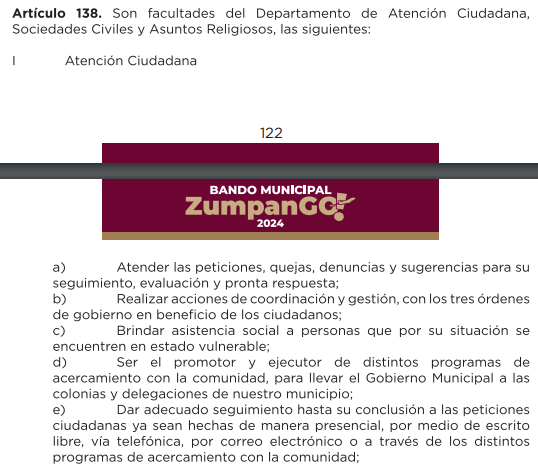 Artículo 138. Son facultades del Departamento de Atención Ciudadana,
Sociedades Civiles y Asuntos Religiosos, las siguientes:
I Atención Ciudadana
122
BANDO MUNICIPAL
ZumpanGO!
2024
a) Atender las peticiones, quejas, denuncias y sugerencias para su
seguimiento, evaluación y pronta respuesta;
b) Realizar acciones de coordinación y gestión, con los tres órdenes
de gobierno en beneficio de los ciudadanos;
c) Brindar asistencia social a personas que por su situación se
encuentren en estado vulnerable;
d) Ser el promotor y ejecutor de distintos programas de
acercamiento con la comunidad, para llevar el Gobierno Municipal a las
colonias y delegaciones de nuestro municipio;
e) Dar adecuado seguimiento hasta su conclusión a las peticiones
ciudadanas ya sean hechas de manera presencial, por medio de escrito
libre, vía telefónica, por correo electrónico o a través de los distintos
programas de acercamiento con la comunidad;